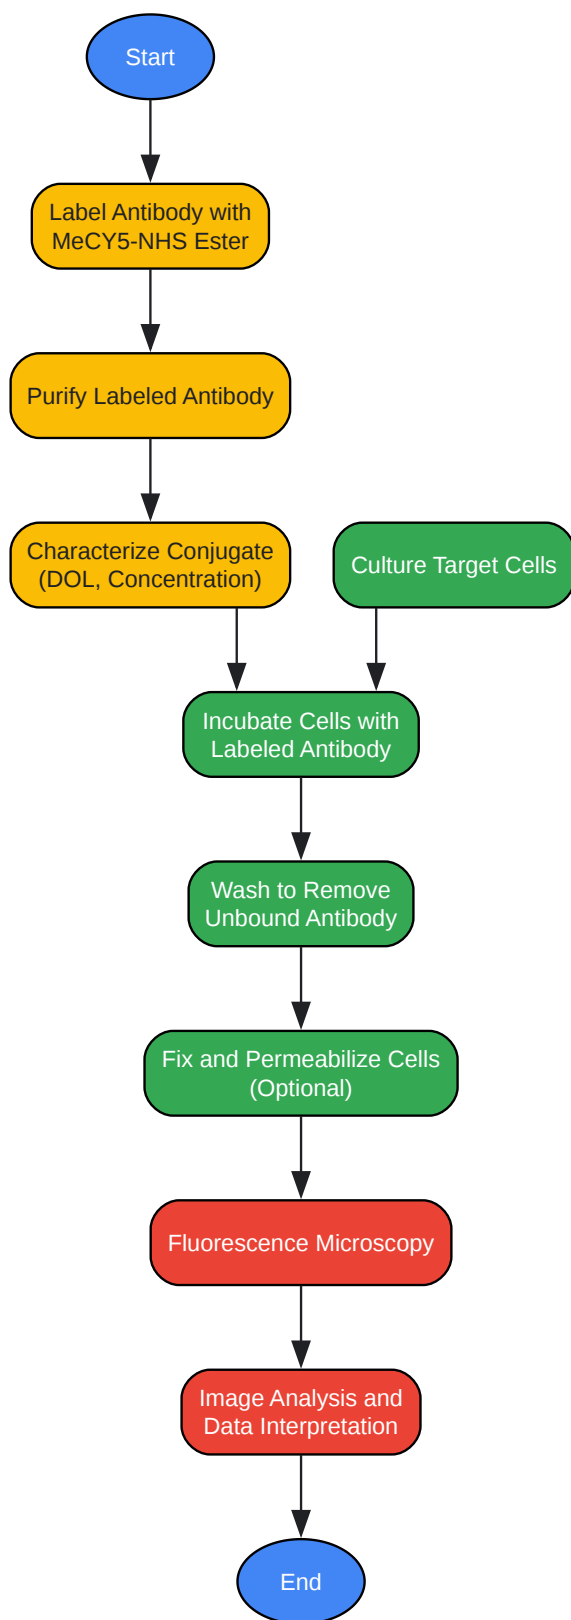 Start
Label Antibody with
MeCY5-NHS Ester
Purify Labeled Antibody
Characterize Conjugate
(DOL, Concentration)
Culture Target Cells
Incubate Cells with
Labeled Antibody
Wash to Remove
Unbound Antibody
Fix and Permeabilize Cells
(Optional)
Fluorescence Microscopy
Image Analysis and
Data Interpretation
End